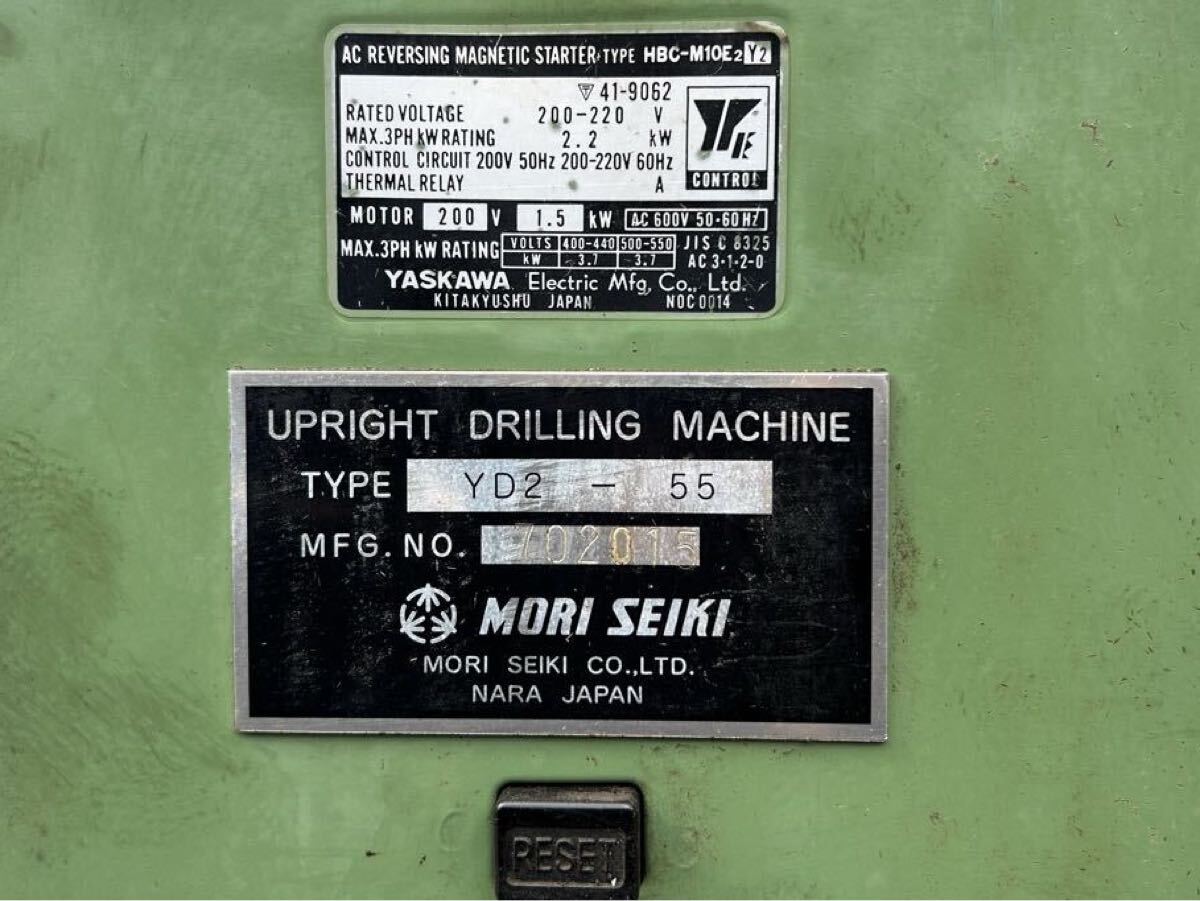 AC REVERSING MAGNETIC STARTER TYPE HBC-M10E2 Y2
41-9062
RATED VOLTAGE 200-220 V
MAX. 3PH kW RATING 2.2 kW
CONTROL CIRCUIT 200V 50Hz 200-220V 60Hz
THERMAL RELAY A
CONTROL
MOTOR 200 V 1.5 kW AC 600V 50·60 HZ
MAX. 3PH kW RATING VOLTS 400-440 500-550 JIS C 8325
kW 3.7 3.7 AC 3·1·2-0
YASKAWA Electric Mfg. Co., Ltd.
KITAKYUSHU JAPAN NOC 0014
UPRIGHT DRILLING MACHINE
TYPE YD2 - 55
MFG. NO. 702015
MORI SEIKI
MORI SEIKI CO.,LTD.
NARA JAPAN
RESET